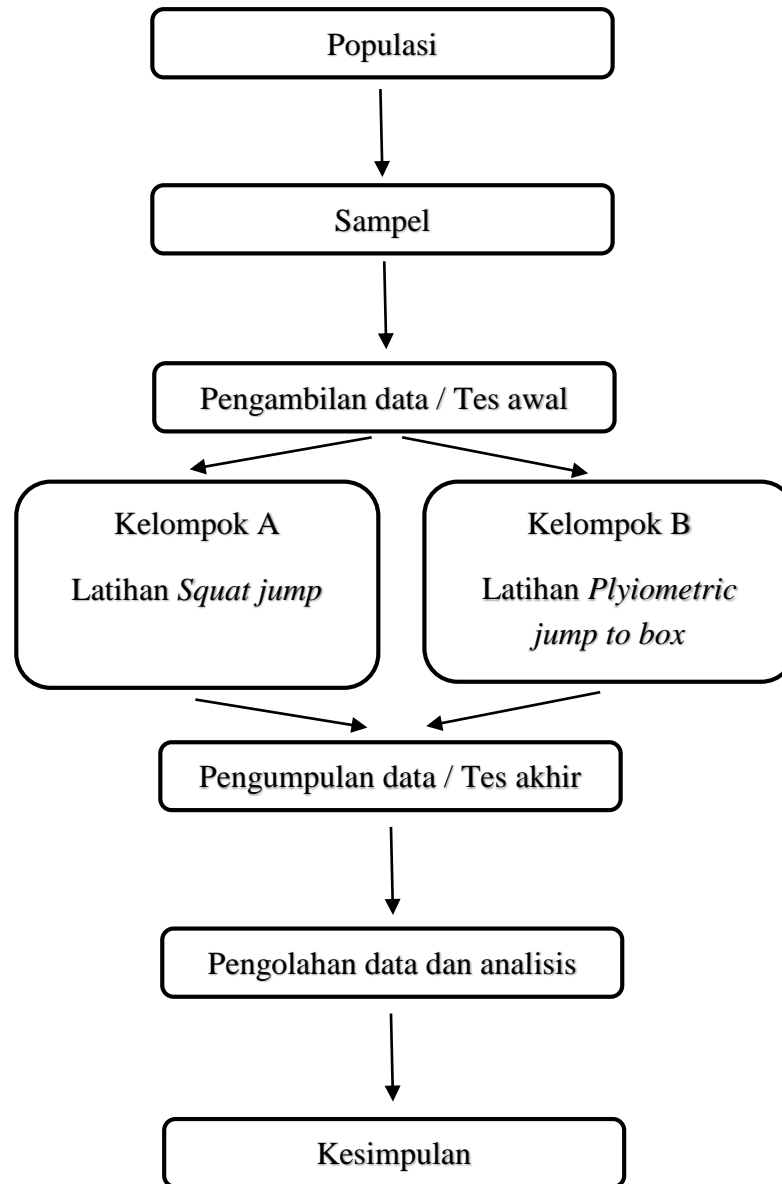 Populasi
Sampel
Pengambilan data / Tes awal
Kelompok A
Latihan Squat jump
Kelompok B
Latihan Plyiometric
jump to box
Pengumpulan data / Tes akhir
Pengolahan data dan analisis
Kesimpulan